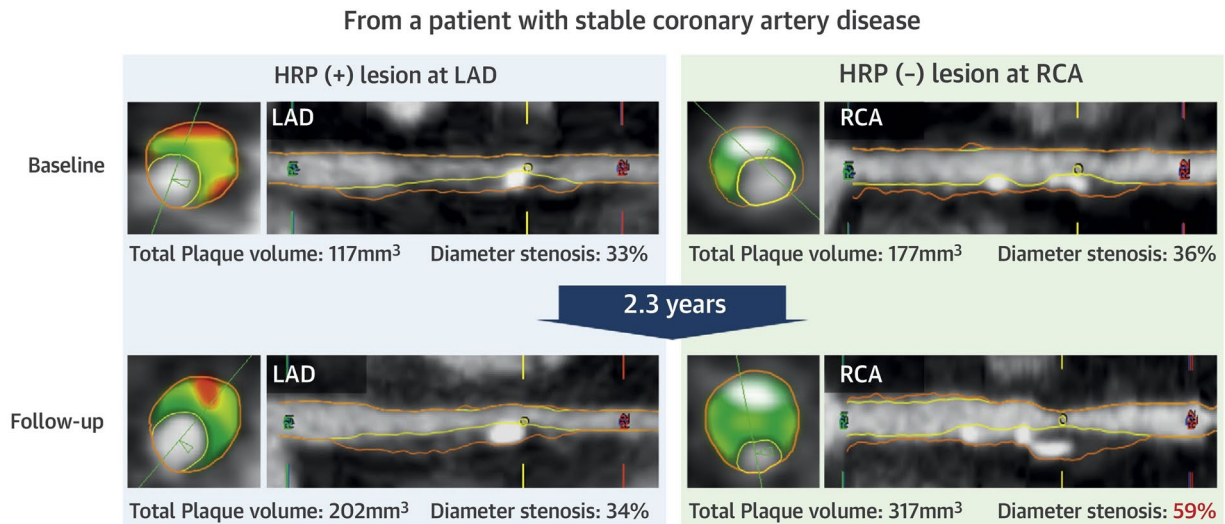 From a patient with stable coronary artery disease
HRP (+) lesion at LAD
HRP (–) lesion at RCA
Baseline
LAD
RCA
Total Plaque volume: 117mm³ Diameter stenosis: 33%
Total Plaque volume: 177mm³ Diameter stenosis: 36%
2.3 years
Follow-up
LAD
RCA
Total Plaque volume: 202mm³ Diameter stenosis: 34%
Total Plaque volume: 317mm³ Diameter stenosis: 59%